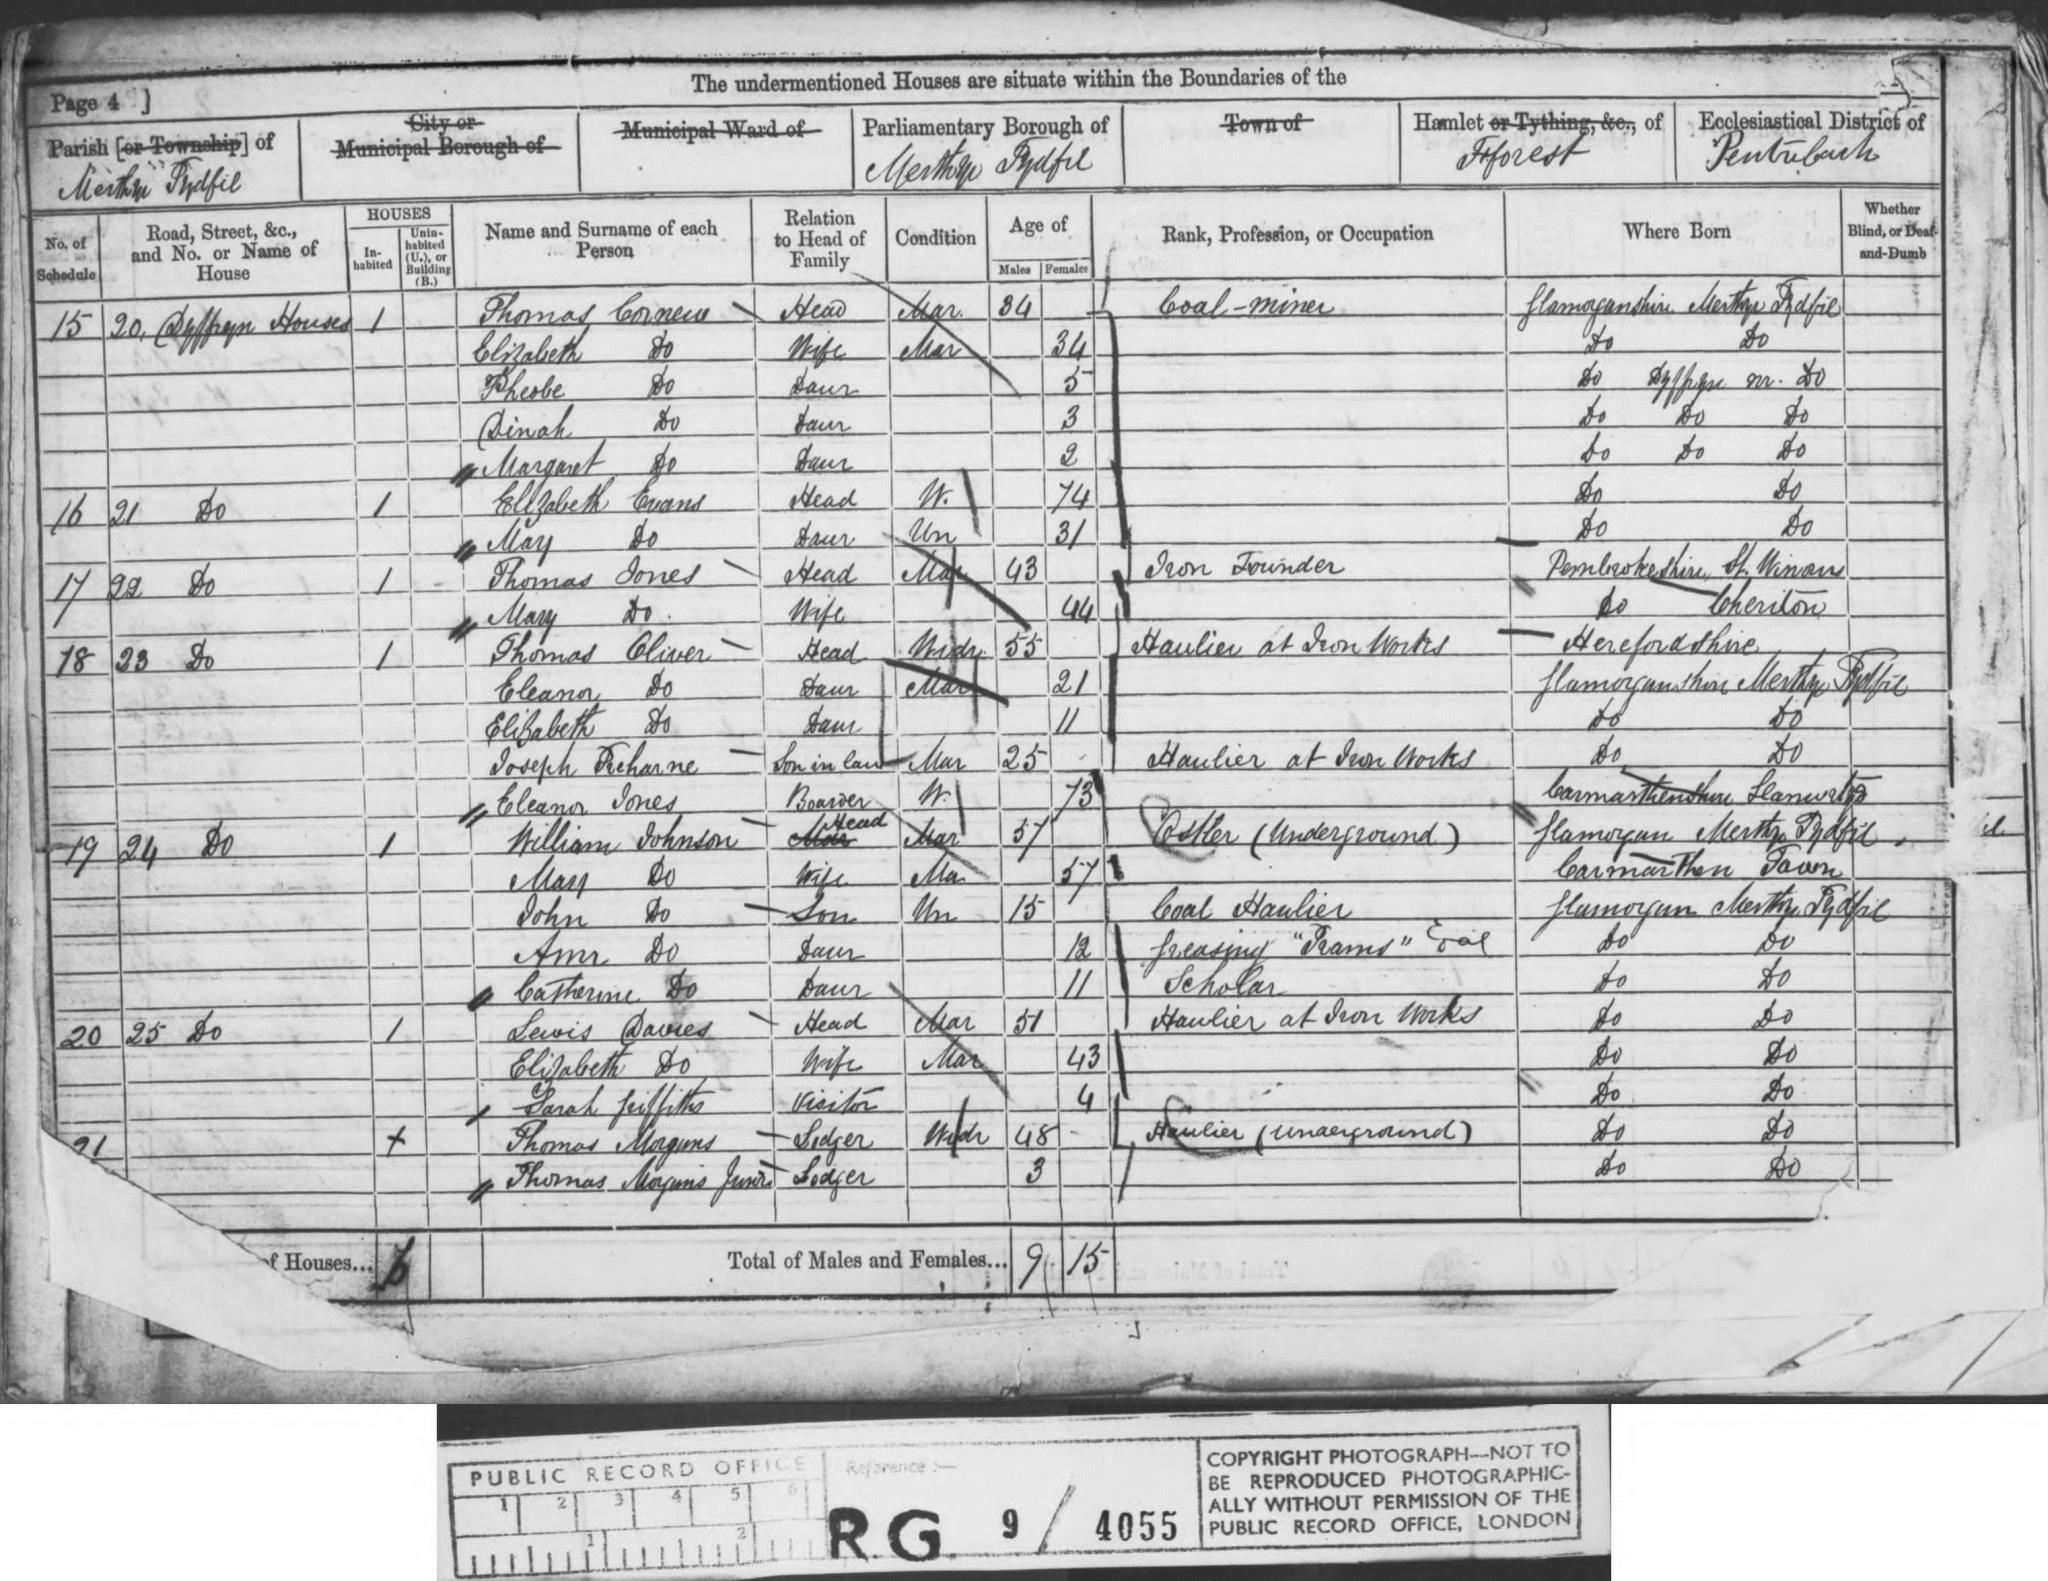 The undermentioned Houses are situate within the Boundaries of the
Page 4 ]
Parish [or Township] of Merthyr Tydfil
City or Municipal Borough of
Municipal Ward of
Parliamentary Borough of Merthyr Tydfil
Town of
Hamlet or Tything, &c., of Fforest
Ecclesiastical District of Pentrebach
No. of Schedule
Road, Street, &c., and No. or Name of House
HOUSES
Inhabited
Uninhabited (U.), or Building (B.)
Name and Surname of each Person
Relation to Head of Family
Condition
Age of
Males Females
Rank, Profession, or Occupation
Where Born
Whether Blind, or Deaf-and-Dumb
15 20, Dyffryn Houses 1 Thomas Cornew Head Mar. 34 Coal-miner Glamorganshire Merthyr Tydfil
Elizabeth Do Wife Mar 34 Do Do
Pheobe Do Daur 5 Do Dyffryn nr. Do
Dinah Do Daur 3 Do Do Do
Margaret Do Daur 2 Do Do Do
16 21 Do 1 Elizabeth Evans Head W. 74 Do Do
Mary Do Daur Un 31 Do Do
17 22 Do 1 Thomas Jones Head Mar 43 Iron Founder Pembrokeshire, St.
Mary Do. Wife 44 Do Cheriton
18 23 Do 1 Thomas Oliver Head Widr. 55 Haulier at Iron Works Herefordshire
Eleanor Do Daur Mar 21 Glamorganshire Merthyr Tydfil
Elizabeth Do Daur 11 Do Do
Joseph Treharne Son in law Mar 25 Haulier at Iron Works Do Do
Eleanor Jones Boarder W. 73 Carmarthenshire
19 24 Do 1 William Johnson Head Mar 57 Ostler (Underground) Glamorgan Merthyr Tydfil
Mary Do Wife Mar 57 Carmarthen Town
John Do Son Un 15 Coal Haulier Glamorgan Merthyr Tydfil
Ann Do Daur 12 Greasing "Trams" Coal Do Do
Catherine Do Daur 11 Scholar Do Do
20 25 Do 1 Lewis Davies Head Mar 51 Haulier at Iron Works Do Do
Elizabeth Do Wife Mar 43 Do Do
Sarah Griffiths Visitor 4 Do Do
21 + Thomas Morgans Lodger Widr 48 Haulier (Underground) Do Do
Thomas Morgans Junr. Lodger 3 Do Do
of Houses...
Total of Males and Females... 9 15
PUBLIC RECORD OFFICE
1 2 3 4 5 6
1 2
Reference :—
RG 9 / 4055
COPYRIGHT PHOTOGRAPH—NOT TO
BE REPRODUCED PHOTOGRAPHIC-
ALLY WITHOUT PERMISSION OF THE
PUBLIC RECORD OFFICE, LONDON